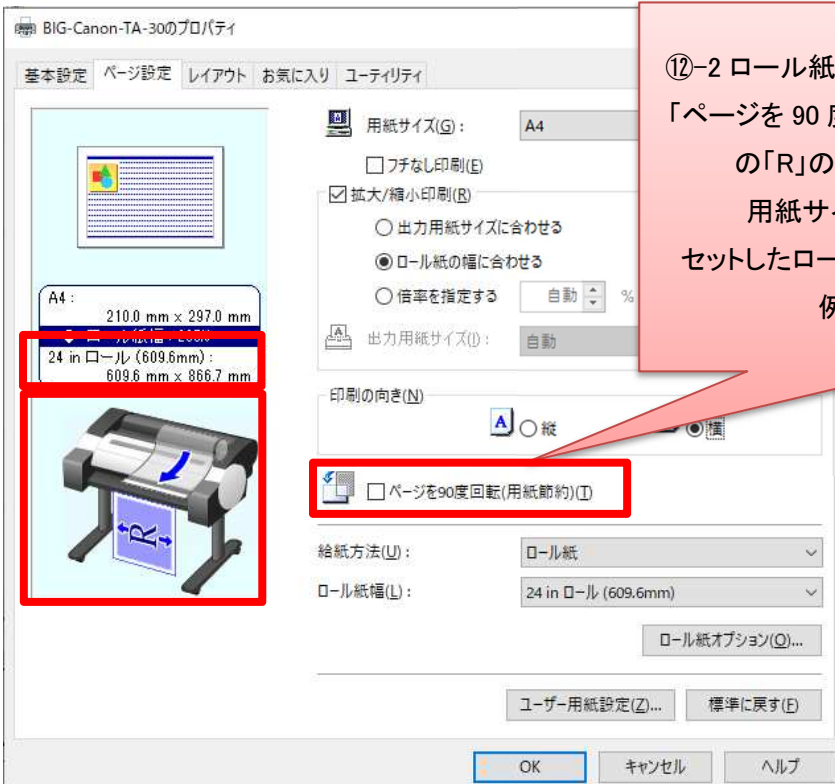 BIG-Canon-TA-30のプロパティ
基本設定 ページ設定 レイアウト お気に入り ユーティリティ
用紙サイズ(G): A4
フチなし印刷(E)
拡大/縮小印刷(R)
出力用紙サイズに合わせる
ロール紙の幅に合わせる
倍率を指定する 自動 %
出力用紙サイズ(I): 自動
A4 :
210.0 mm × 297.0 mm
24 in ロール (609.6mm) :
609.6 mm × 866.7 mm
印刷の向き(N)
A 縦 横
ページを90度回転(用紙節約)(T)
R
給紙方法(U): ロール紙
ロール紙幅(L): 24 in ロール (609.6mm)
ロール紙オプション(O)...
ユーザー用紙設定(Z)... 標準に戻す(F)
OK キャンセル ヘルプ
⑫-2 ロール紙
「ページを 90
の「R」の
用紙サ
セットしたロー